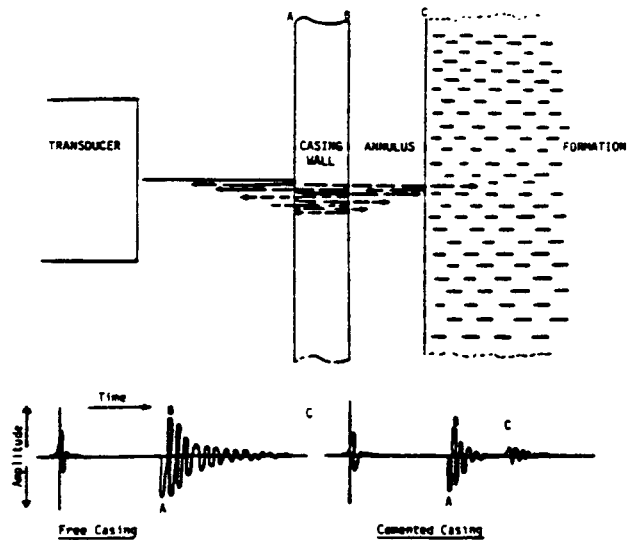 A B C
TRANSDUCER CASING WALL ANNULUS FORMATION
Time
Amplitude
B C
A
B C
A
Free Casing Cemented Casing